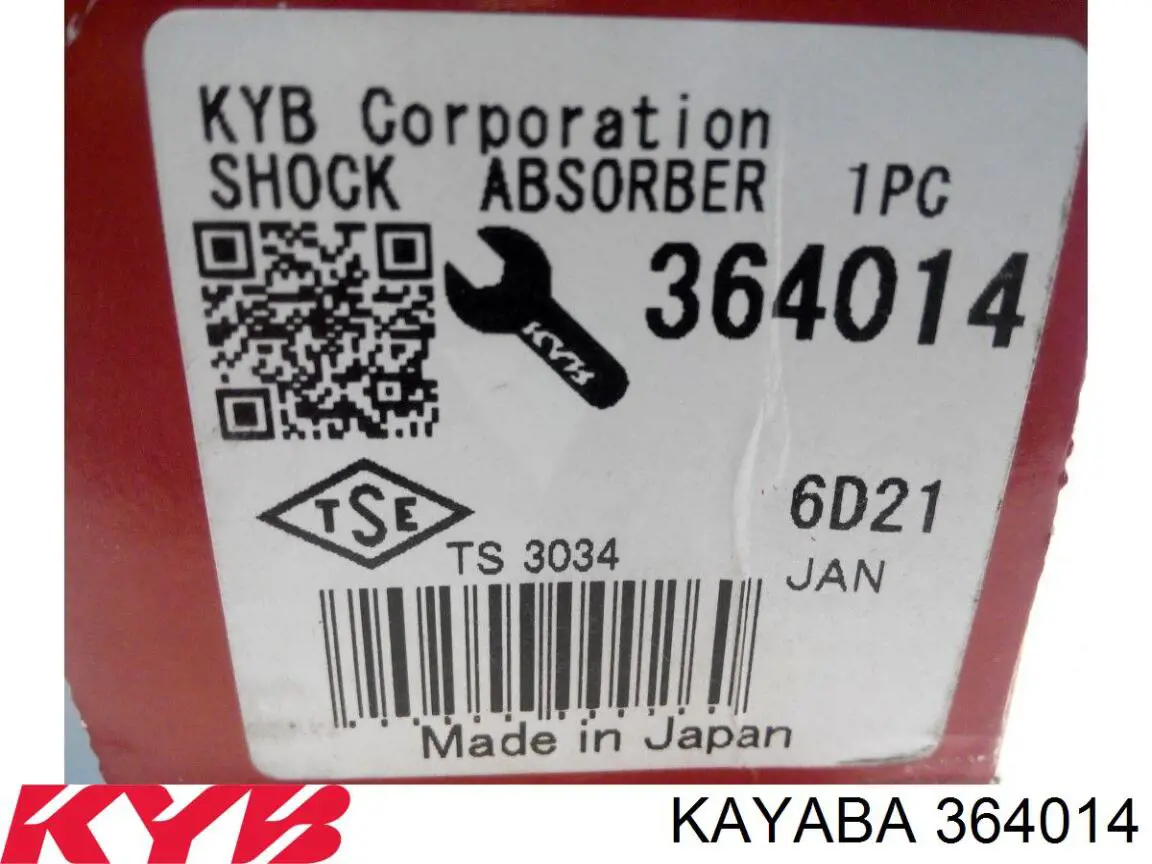 KYB Corporation
SHOCK ABSORBER 1PC
364014
KYB
TSE
TS 3034
6D21
JAN
Made in Japan
KYB
KAYABA 364014